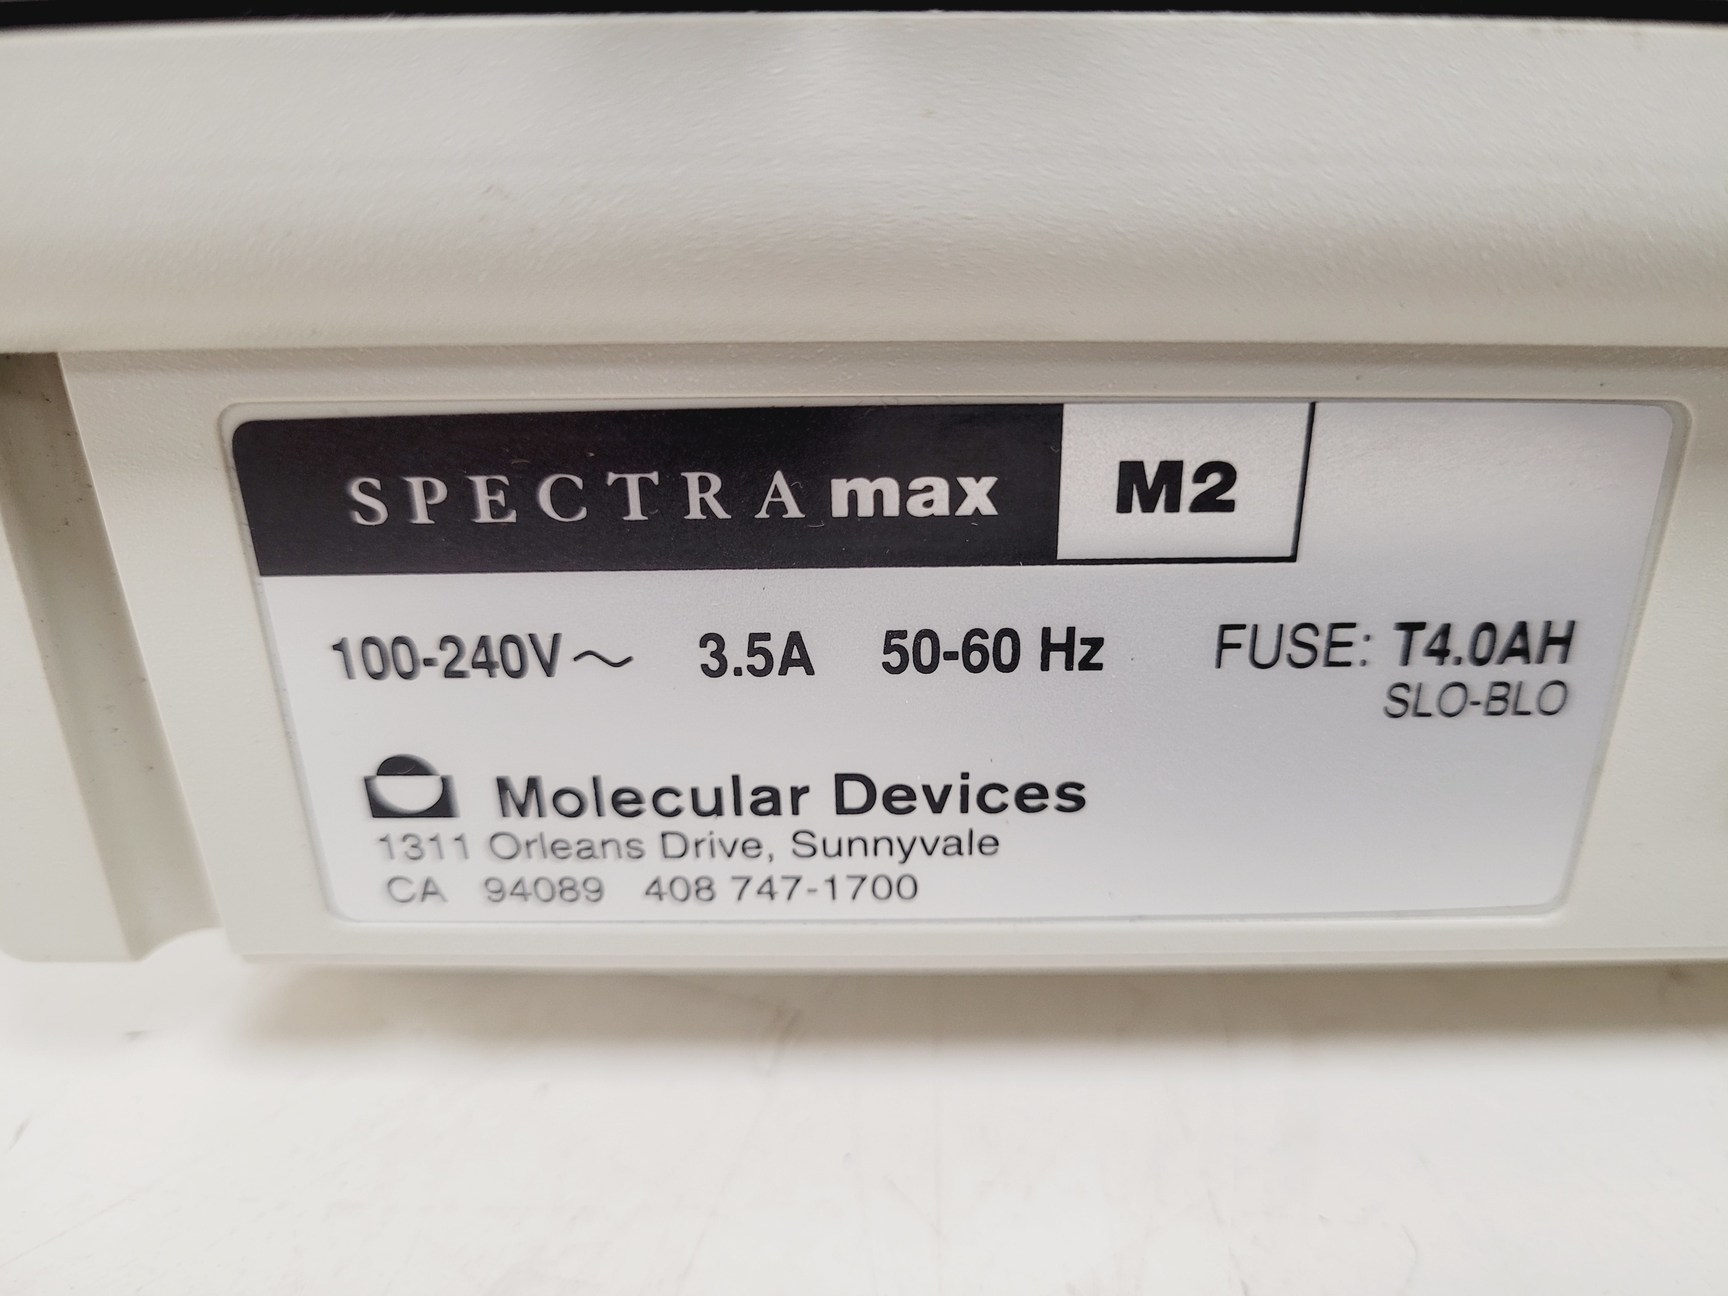 SPECTRAmax M2
100-240V~ 3.5A 50-60 Hz FUSE: T4.0AH
SLO-BLO
Molecular Devices
1311 Orleans Drive, Sunnyvale
CA 94089 408 747-1700